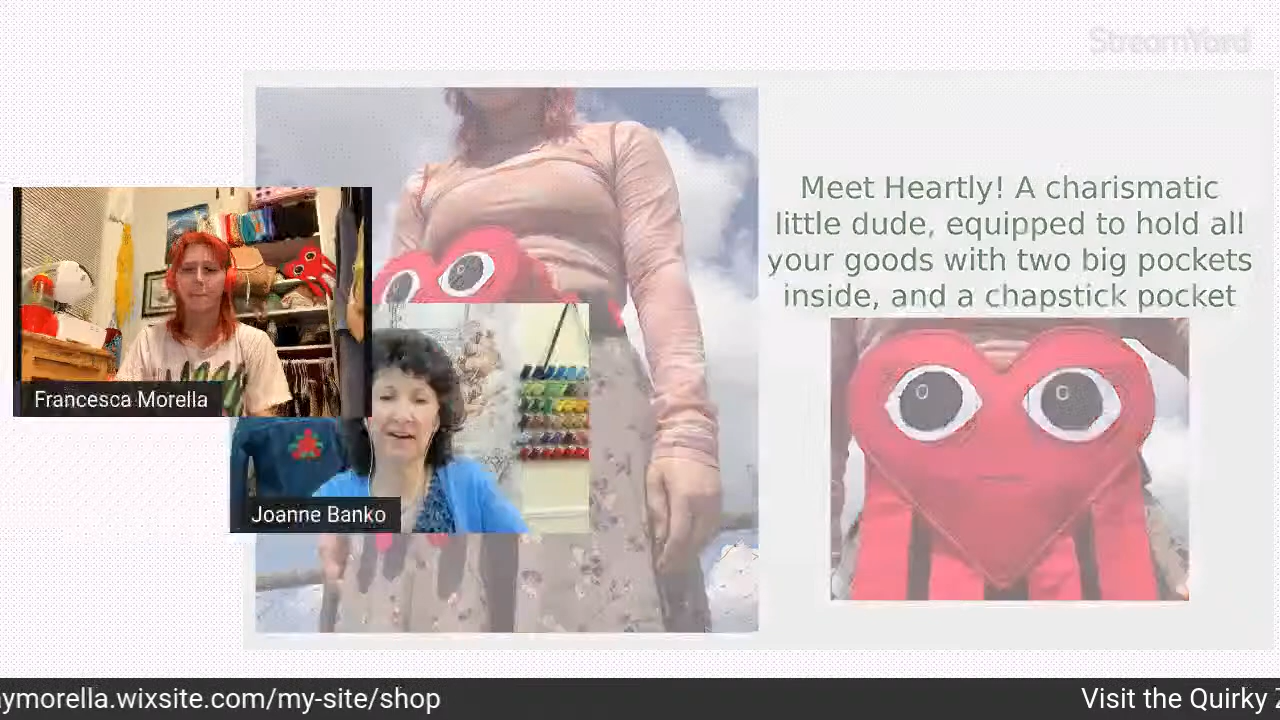 StreamYard
Meet Heartly! A charismatic
little dude, equipped to hold all
your goods with two big pockets
inside, and a chapstick pocket
Francesca Morella
Joanne Banko
aymorella.wixsite.com/my-site/shop
Visit the Quirky